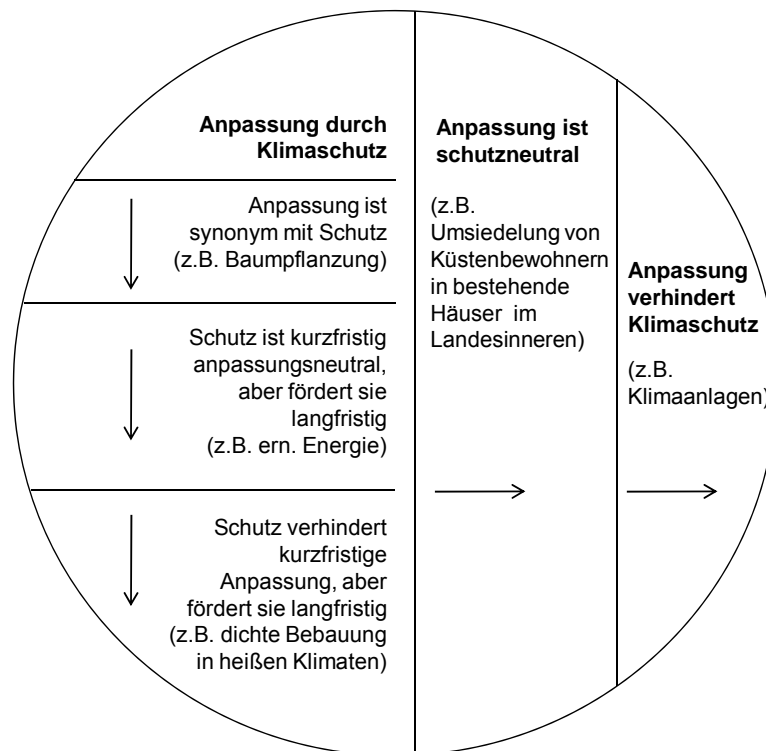 Anpassung durch
Klimaschutz
Anpassung ist
synonym mit Schutz
(z.B. Baumpflanzung)
Schutz ist kurzfristig
anpassungsneutral,
aber fördert sie
langfristig
(z.B. ern. Energie)
Schutz verhindert
kurzfristige
Anpassung, aber
fördert sie langfristig
(z.B. dichte Bebauung
in heißen Klimaten)
Anpassung ist
schutzneutral
(z.B.
Umsiedelung von
Küstenbewohnern
in bestehende
Häuser im
Landesinneren)
Anpassung
verhindert
Klimaschutz
(z.B.
Klimaanlagen)